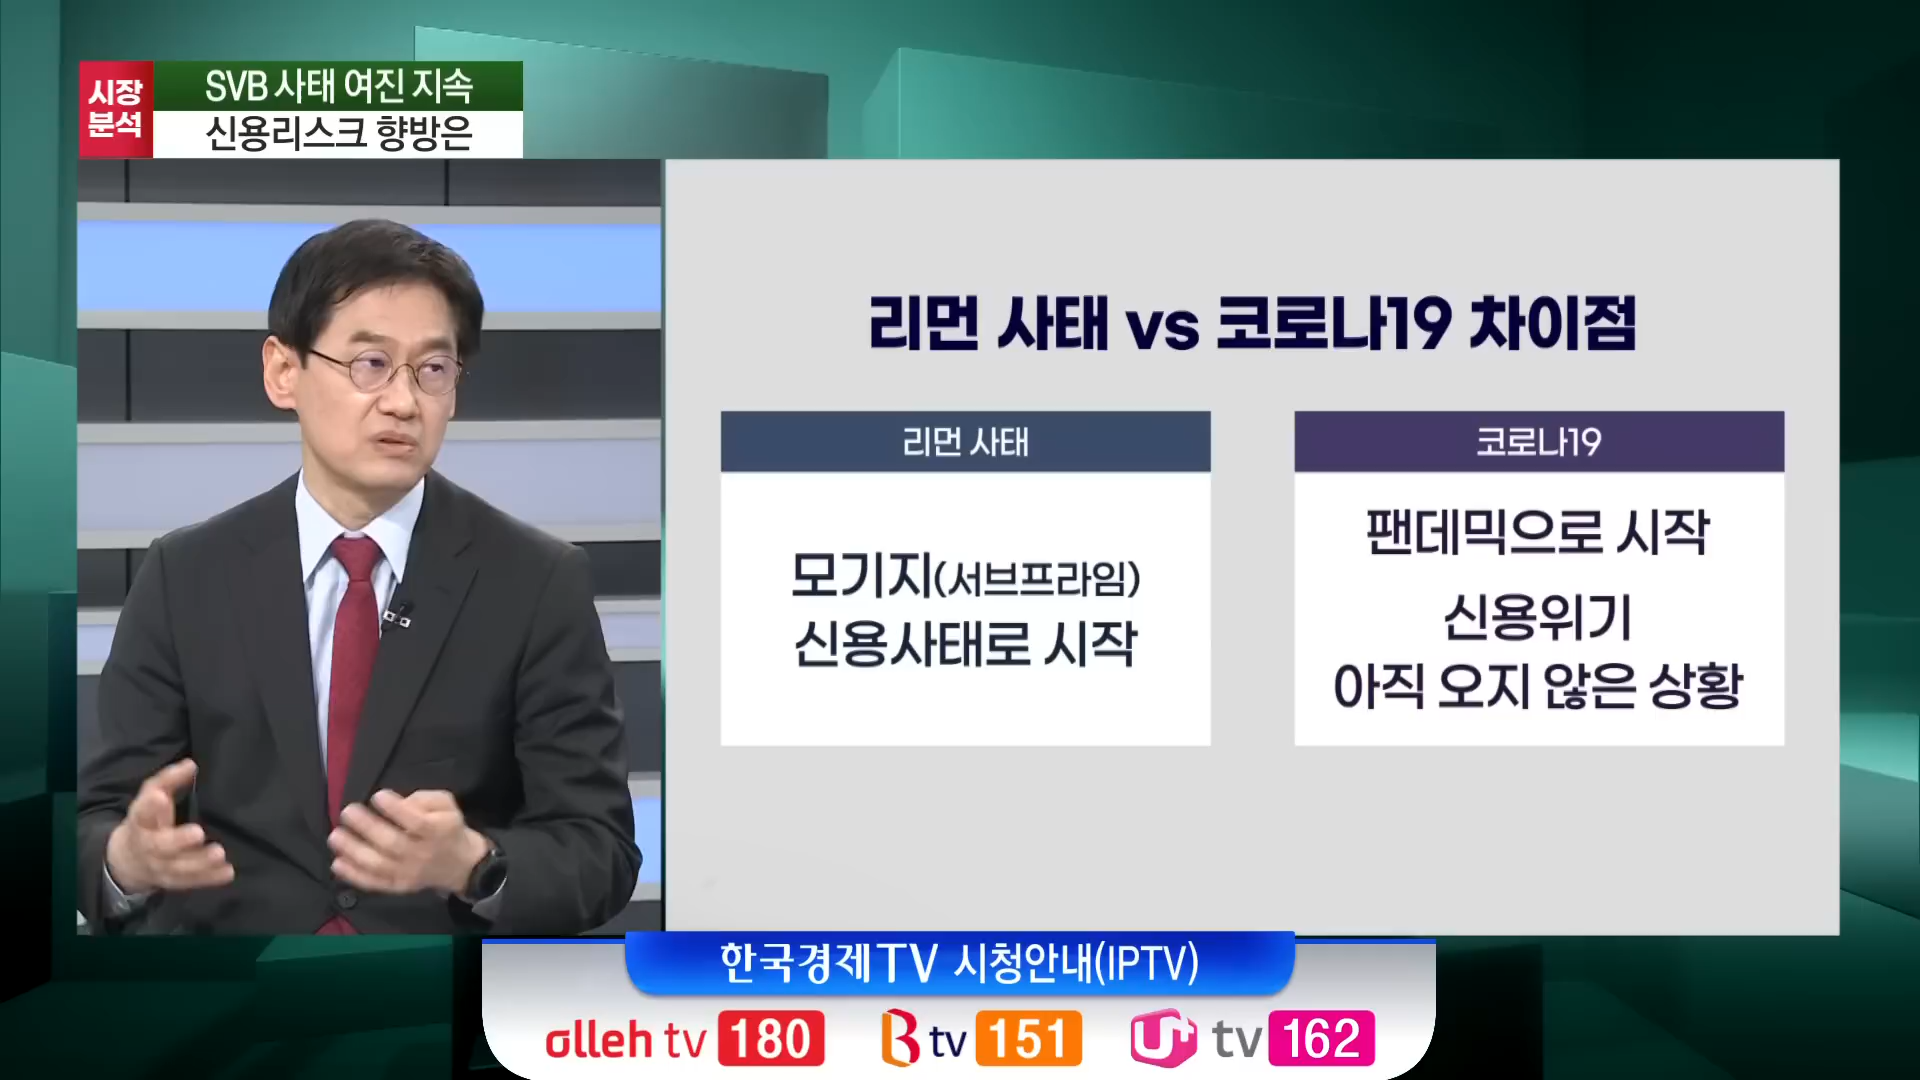 시장
분석
SVB 사태 여진 지속
신용리스크 향방은
리먼 사태 vs 코로나19 차이점
리먼 사태
모기지(서브프라임)
신용사태로 시작
코로나19
팬데믹으로 시작
신용위기
아직 오지 않은 상황
한국경제TV 시청안내(IPTV)
olleh tv 180
B tv 151
U+ tv 162